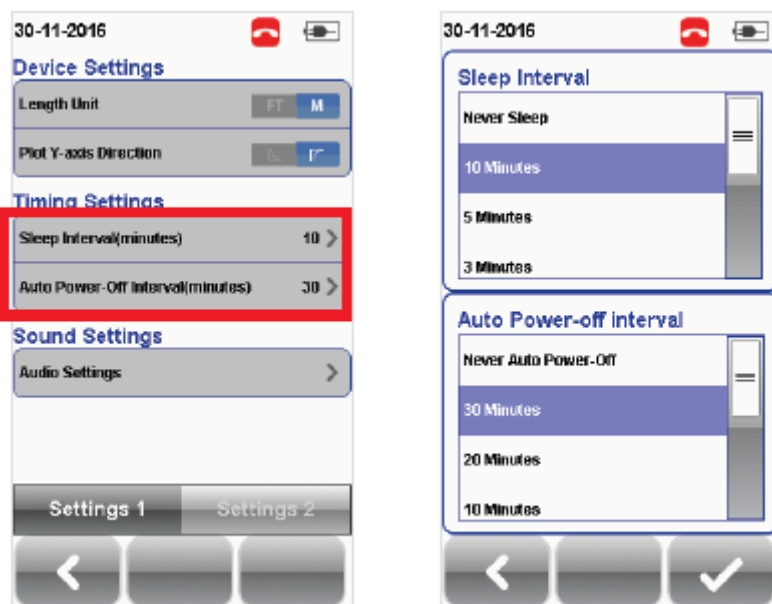 30-11-2016
Device Settings
Length Unit FT M
Plot Y-axis Direction
Timing Settings
Sleep Interval(minutes) 10
Auto Power-Off Interval(minutes) 30
Sound Settings
Audio Settings
Settings 1 Settings 2
30-11-2016
Sleep Interval
Never Sleep
10 Minutes
5 Minutes
3 Minutes
Auto Power-off interval
Never Auto Power-Off
30 Minutes
20 Minutes
10 Minutes